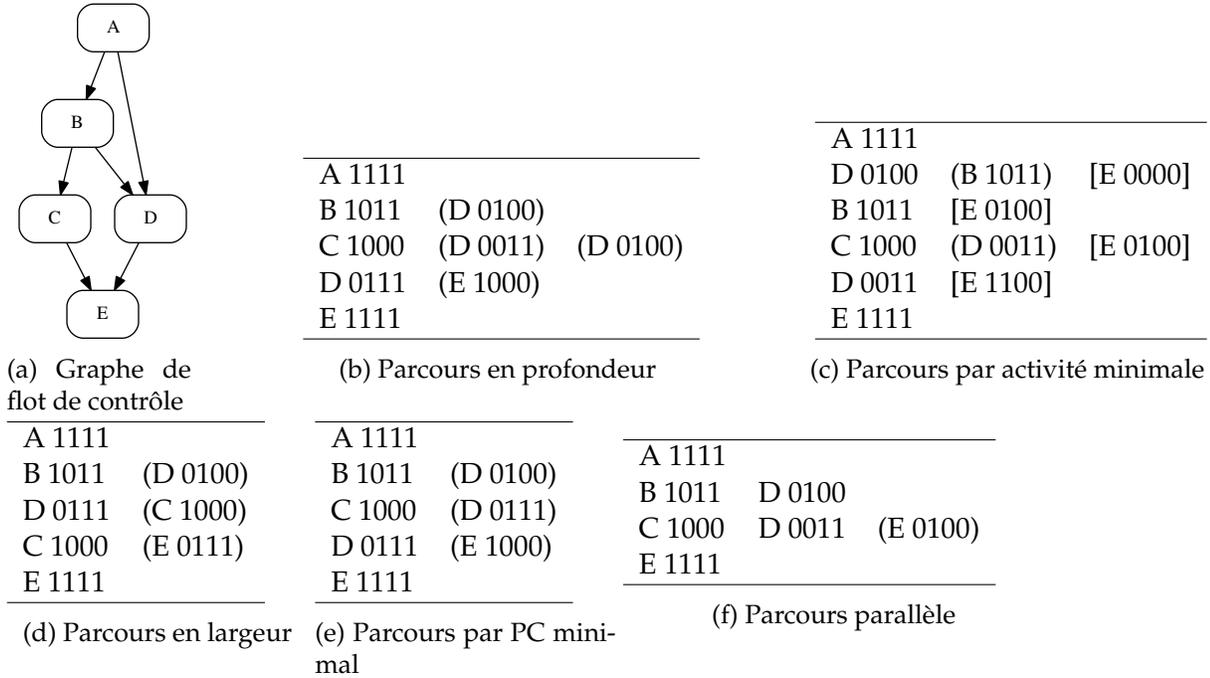 A
B
C
D
E
(a) Graphe de
flot de contrôle
A 1111
B 1011 (D 0100)
C 1000 (D 0011) (D 0100)
D 0111 (E 1000)
E 1111
(b) Parcours en profondeur
A 1111
D 0100 (B 1011) [E 0000]
B 1011 [E 0100]
C 1000 (D 0011) [E 0100]
D 0011 [E 1100]
E 1111
(c) Parcours par activité minimale
A 1111
B 1011 (D 0100)
D 0111 (C 1000)
C 1000 (E 0111)
E 1111
(d) Parcours en largeur
A 1111
B 1011 (D 0100)
C 1000 (D 0111)
D 0111 (E 1000)
E 1111
(e) Parcours par PC mini-
mal
A 1111
B 1011 D 0100
C 1000 D 0011 (E 0100)
E 1111
(f) Parcours parallèle